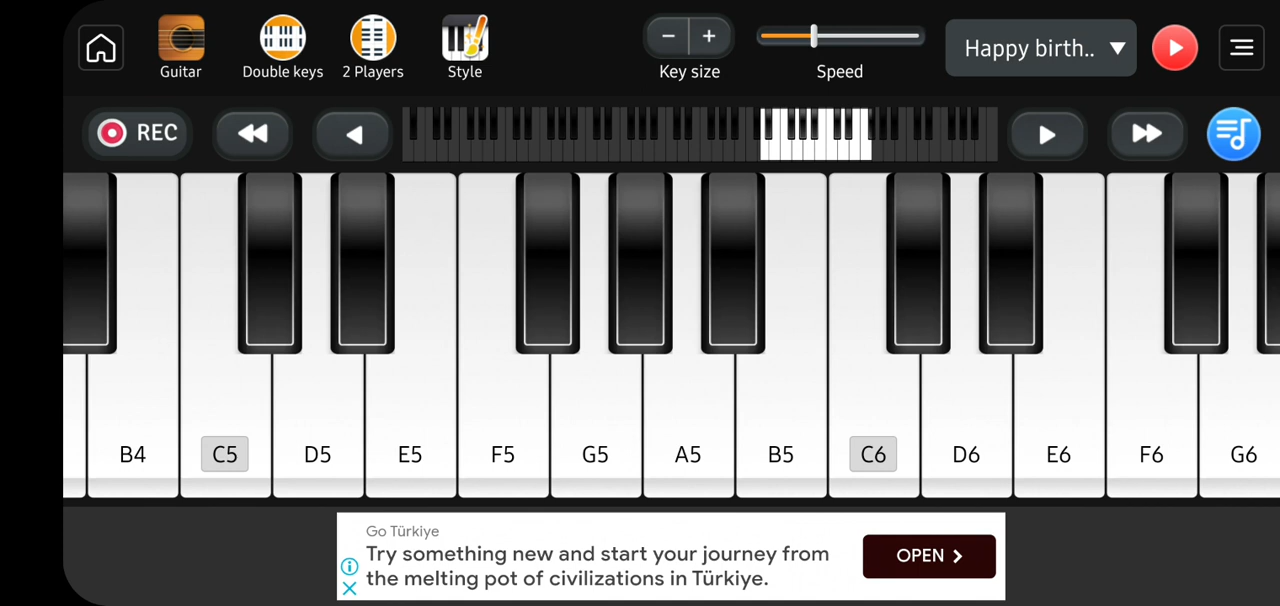 Guitar
Double keys
2 Players
Style
Key size
Speed
Happy birth..
REC
B4
C5
D5
E5
F5
G5
A5
B5
C6
D6
E6
F6
G6
Go Türkiye
Try something new and start your journey from
the melting pot of civilizations in Türkiye.
OPEN